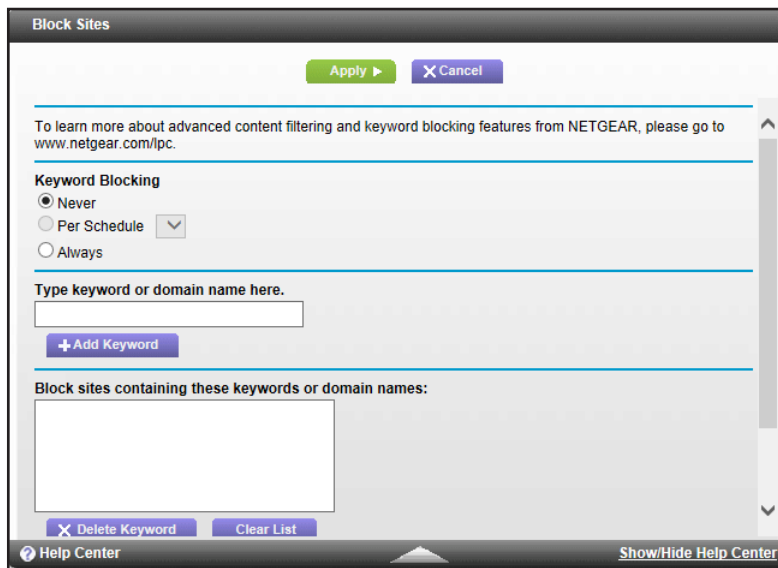 Block Sites
Apply
Cancel
To learn more about advanced content filtering and keyword blocking features from NETGEAR, please go to
www.netgear.com/lpc.
Keyword Blocking
Never
Per Schedule
Always
Type keyword or domain name here.
Add Keyword
Block sites containing these keywords or domain names:
Delete Keyword Clear List
Help Center Show/Hide Help Center